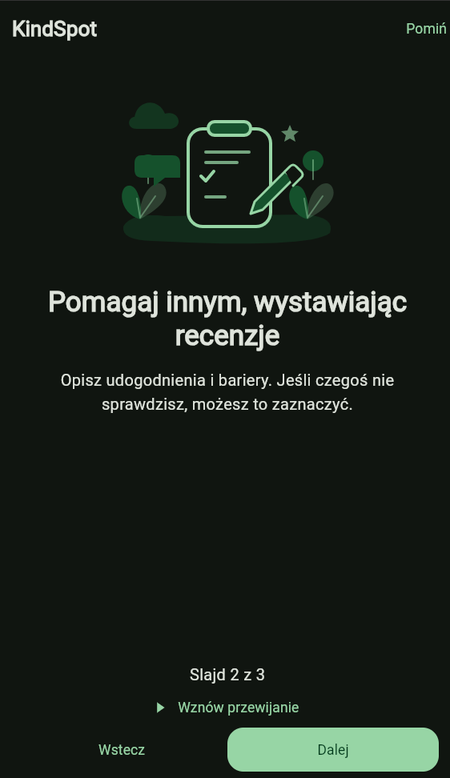 KindSpot
Pomiń
Pomagaj innym, wystawiając
recenzje
Opisz udogodnienia i bariery. Jeśli czegoś nie
sprawdzisz, możesz to zaznaczyć.
Slajd 2 z 3
Wznów przewijanie
Wstecz
Dalej